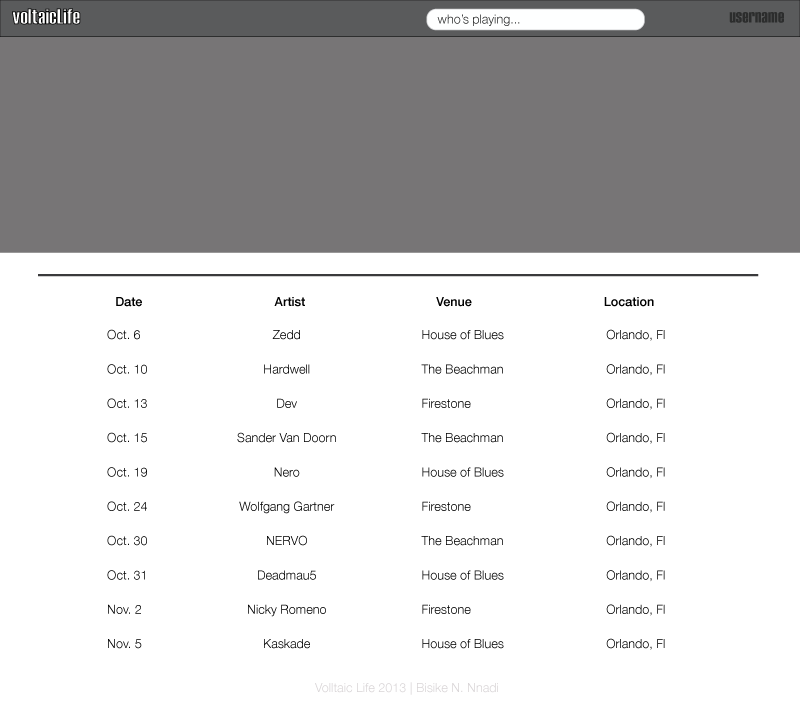 voltaicLife who's playing... username
Date Artist Venue Location
Oct. 6 Zedd House of Blues Orlando, Fl
Oct. 10 Hardwell The Beachman Orlando, Fl
Oct. 13 Dev Firestone Orlando, Fl
Oct. 15 Sander Van Doorn The Beachman Orlando, Fl
Oct. 19 Nero House of Blues Orlando, Fl
Oct. 24 Wolfgang Gartner Firestone Orlando, Fl
Oct. 30 NERVO The Beachman Orlando, Fl
Oct. 31 Deadmau5 House of Blues Orlando, Fl
Nov. 2 Nicky Romeno Firestone Orlando, Fl
Nov. 5 Kaskade House of Blues Orlando, Fl
Volltaic Life 2013 | Bisike N. Nnadi